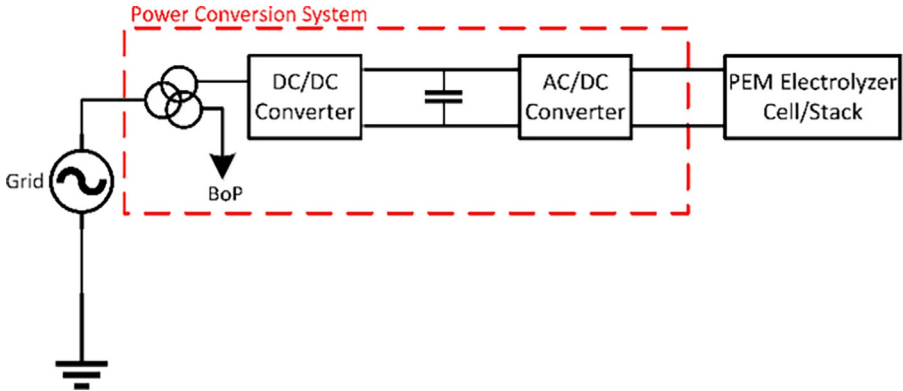 Power Conversion System
DC/DC
Converter
AC/DC
Converter
PEM Electrolyzer
Cell/Stack
Grid
BoP